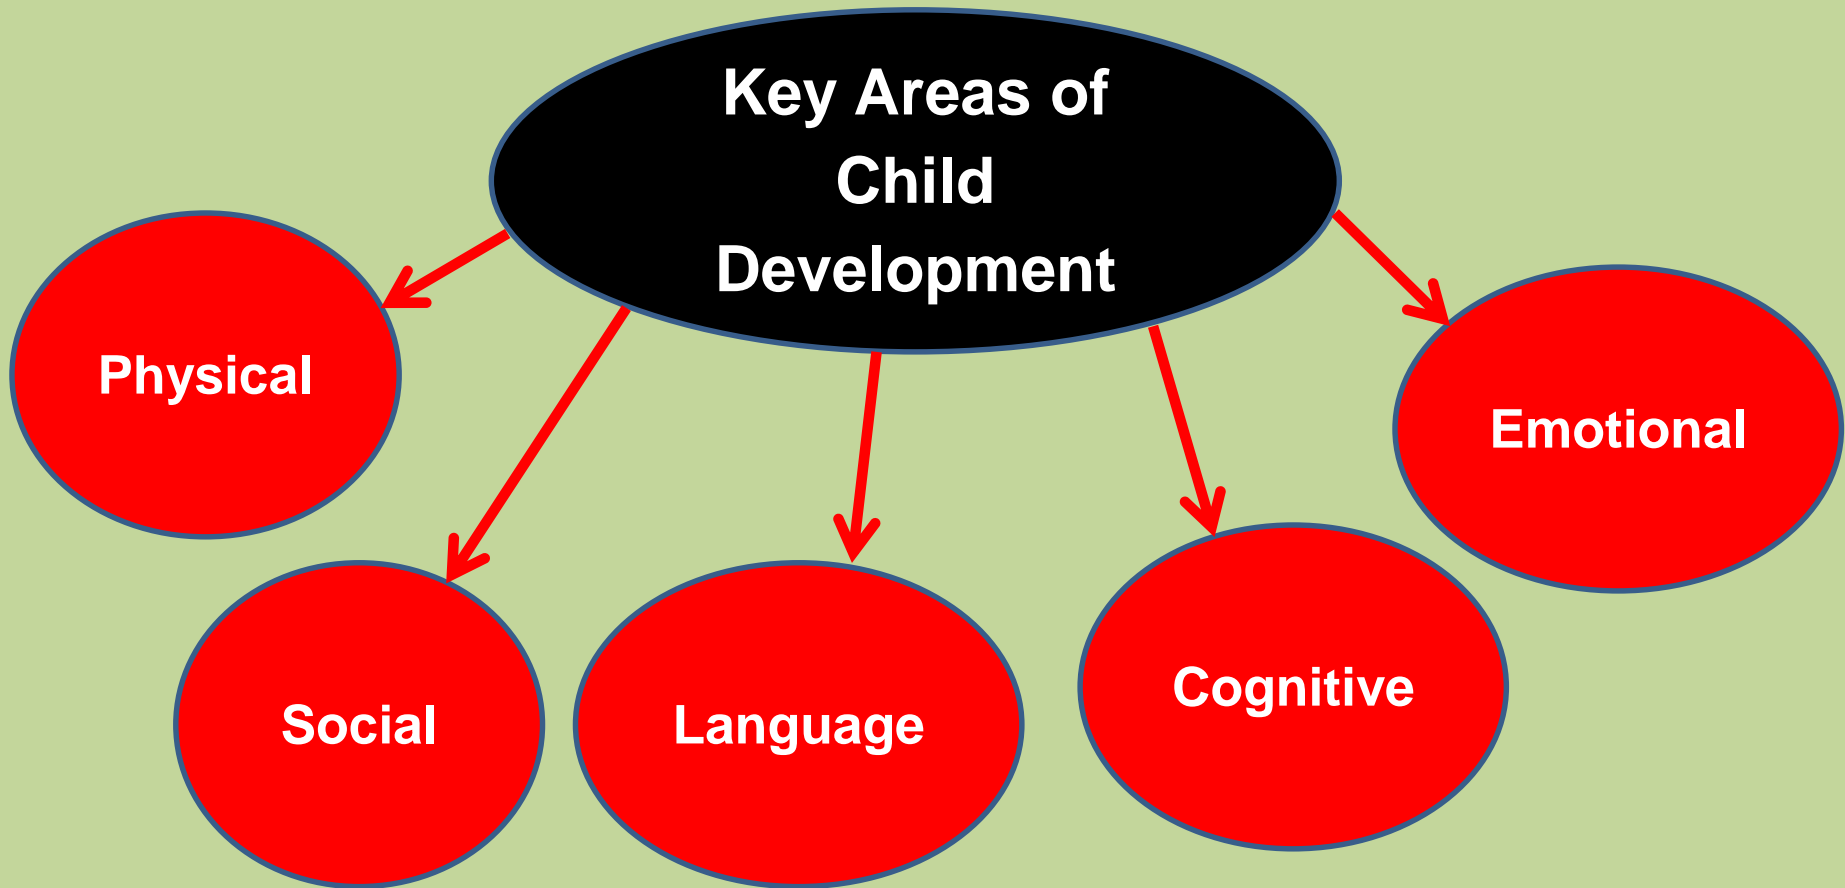 Key Areas of
Child
Development
Physical
Emotional
Social
Language
Cognitive